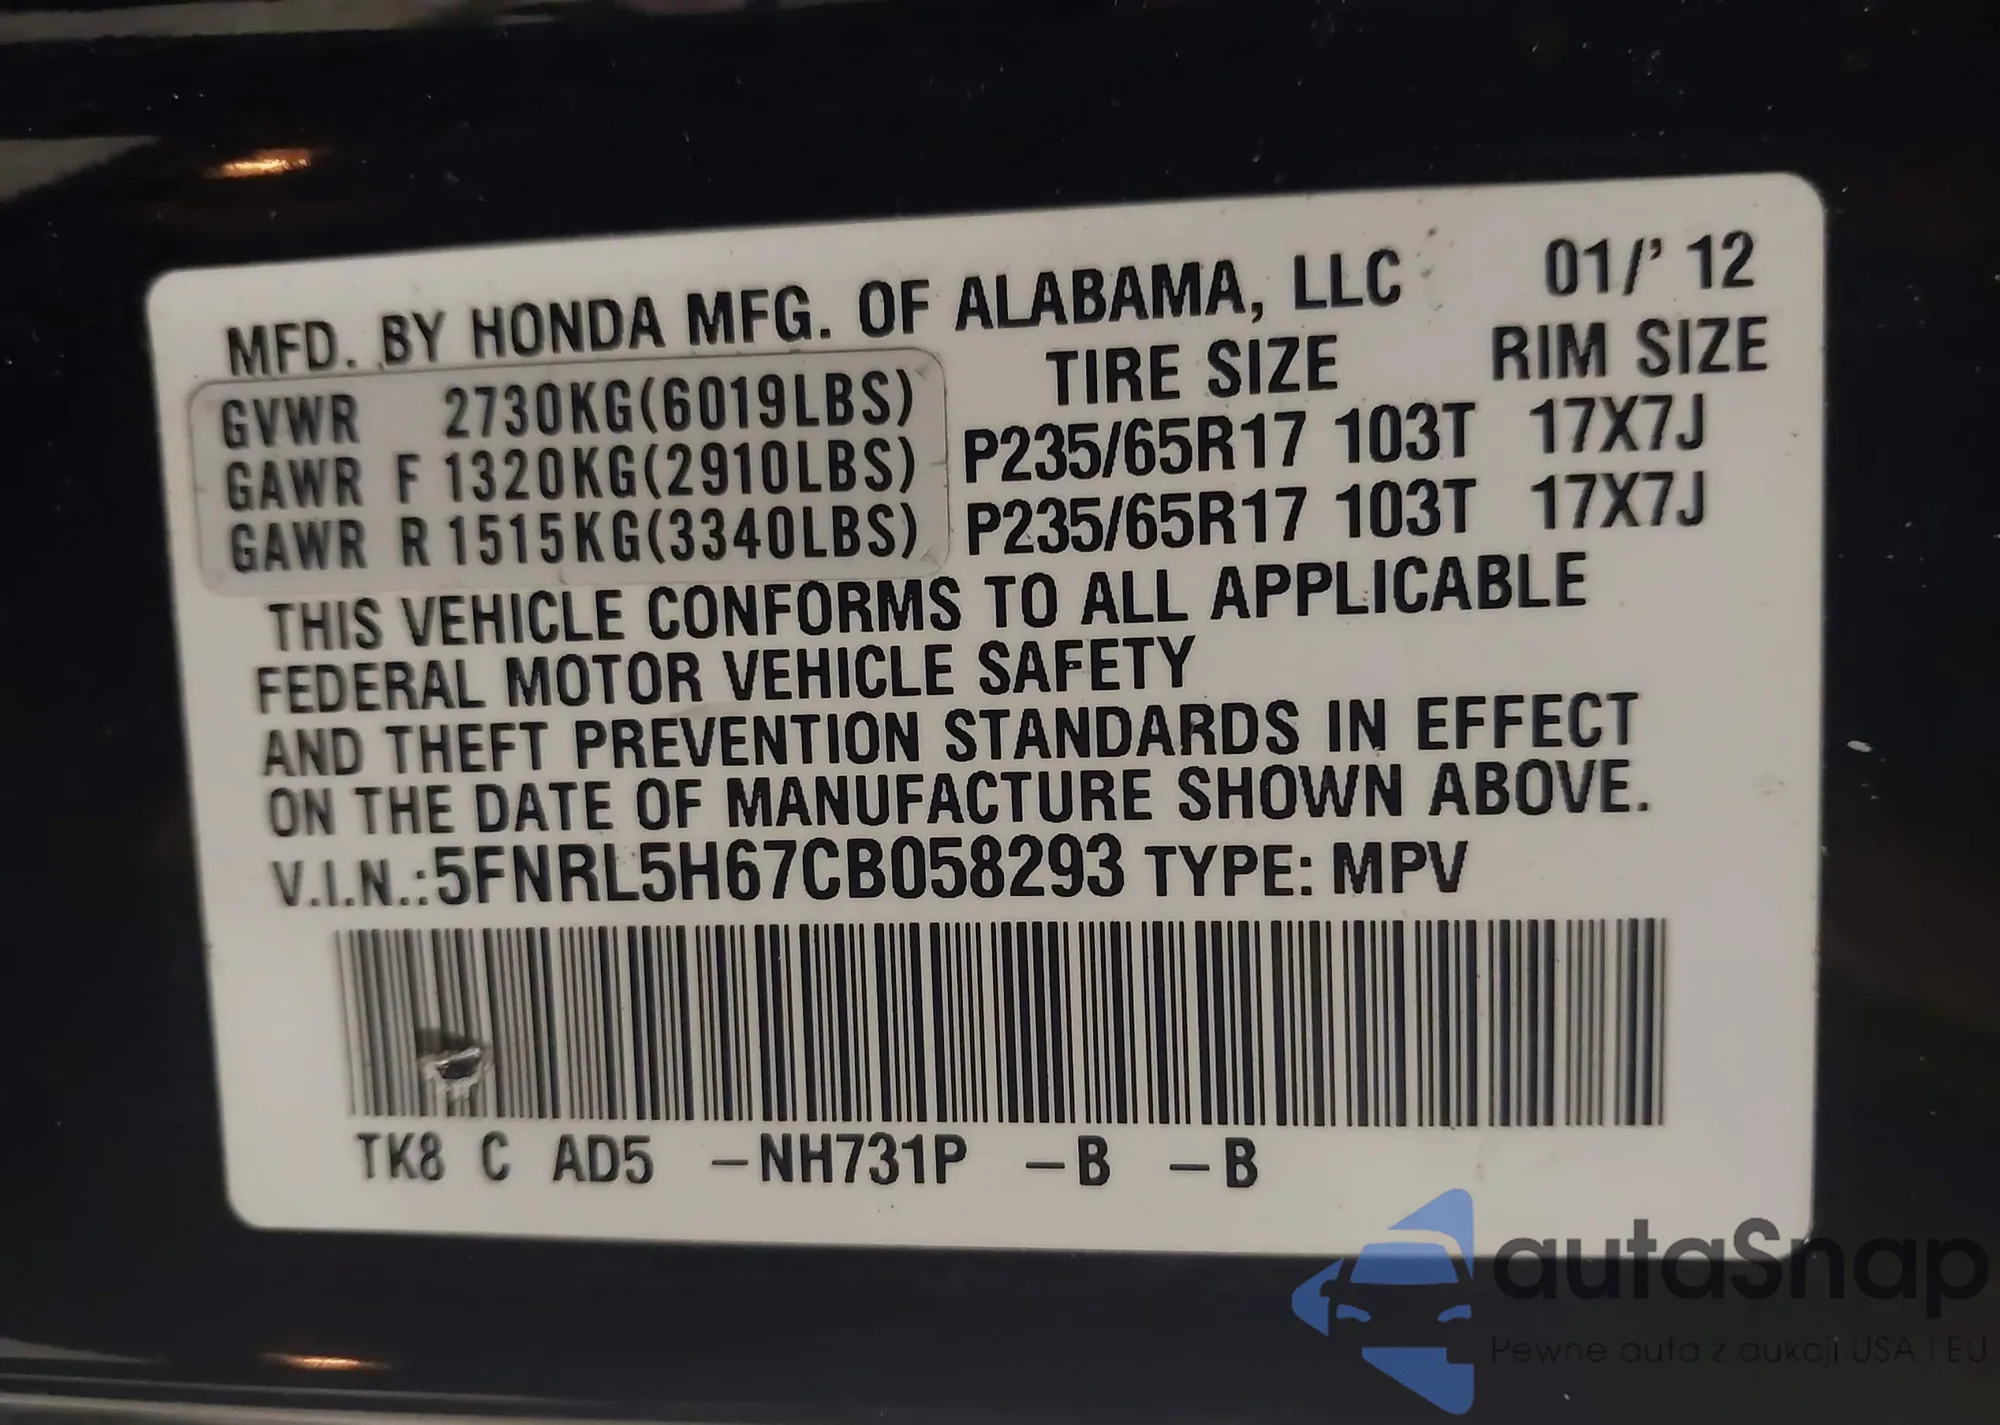 MFD. BY HONDA MFG. OF ALABAMA, LLC 01/' 12
TIRE SIZE RIM SIZE
GVWR 2730KG(6019LBS)
GAWR F 1320KG(2910LBS) P235/65R17 103T 17X7J
GAWR R 1515KG(3340LBS) P235/65R17 103T 17X7J
THIS VEHICLE CONFORMS TO ALL APPLICABLE
FEDERAL MOTOR VEHICLE SAFETY
AND THEFT PREVENTION STANDARDS IN EFFECT
ON THE DATE OF MANUFACTURE SHOWN ABOVE.
V.I.N.:5FNRL5H67CB058293 TYPE: MPV
TK8 C AD5 –NH731P –B –B
autaSnap
Pewne auta z aukcji USA i EU